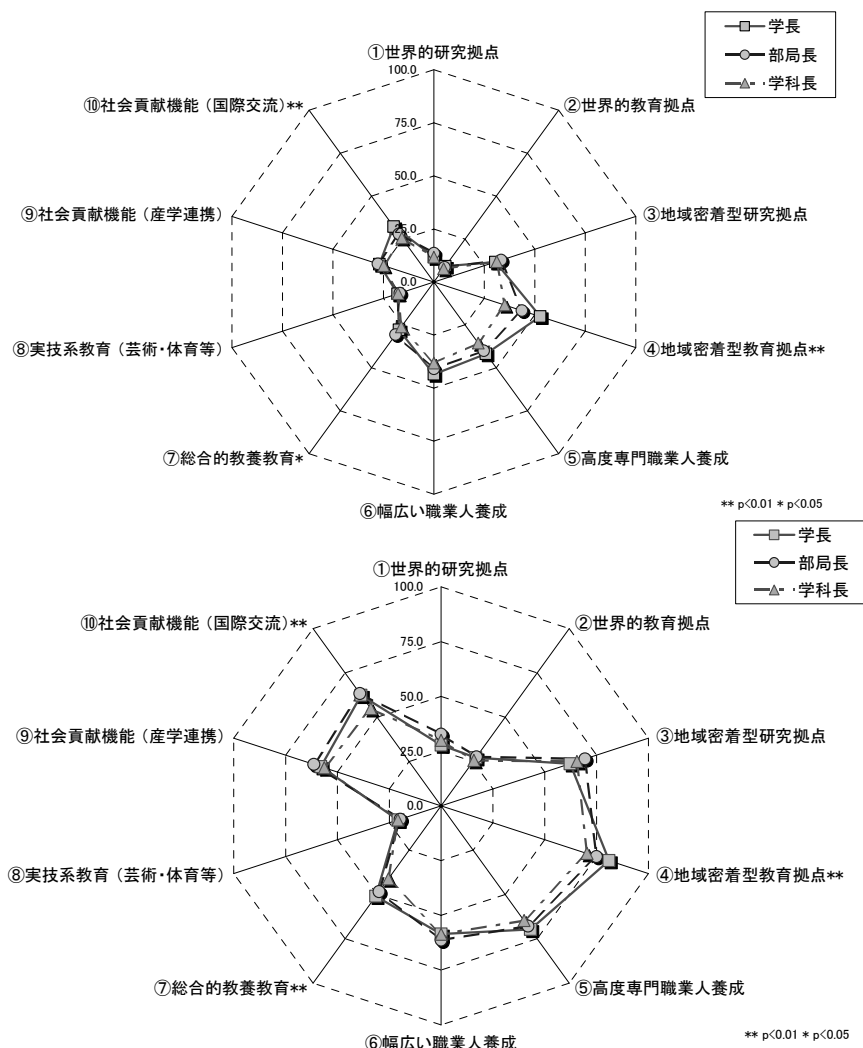 学長
部局長
学科長
①世界的研究拠点
②世界的教育拠点
③地域密着型研究拠点
④地域密着型教育拠点**
⑤高度専門職業人養成
⑥幅広い職業人養成
⑦総合的教養教育*
⑧実技系教育（芸術・体育等）
⑨社会貢献機能（産学連携）
⑩社会貢献機能（国際交流）**
100.0
75.0
50.0
25.0
0.0
** p<0.01 * p<0.05
学長
部局長
学科長
①世界的研究拠点
②世界的教育拠点
③地域密着型研究拠点
④地域密着型教育拠点**
⑤高度専門職業人養成
⑥幅広い職業人養成
⑦総合的教養教育**
⑧実技系教育（芸術・体育等）
⑨社会貢献機能（産学連携）
⑩社会貢献機能（国際交流）**
100.0
75.0
50.0
25.0
0.0
** p<0.01 * p<0.05